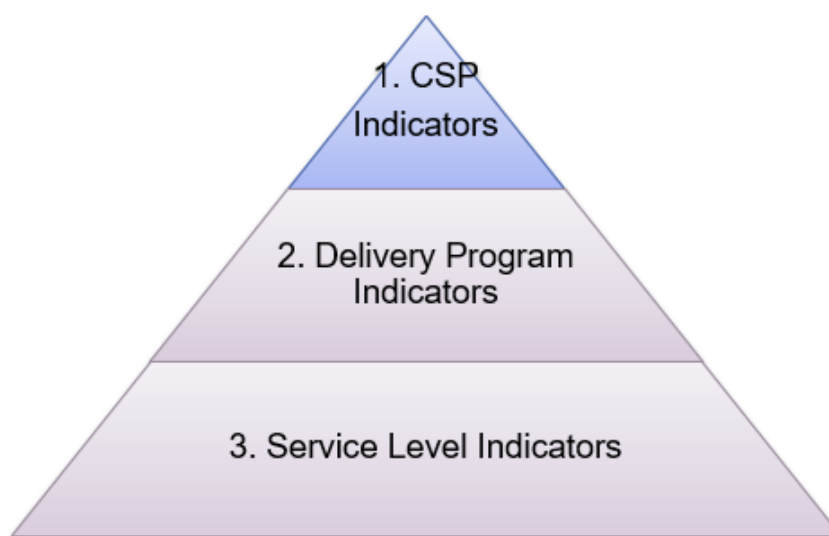 1. CSP
Indicators
2. Delivery Program
Indicators
3. Service Level Indicators